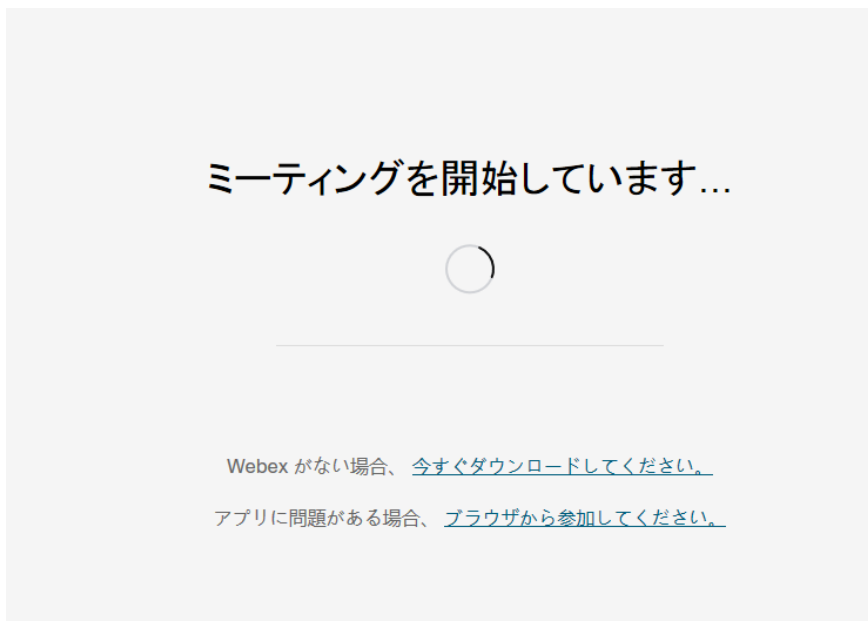 ミーティングを開始しています...
Webex がない場合、 今すぐダウンロードしてください。
アプリに問題がある場合、 ブラウザから参加してください。